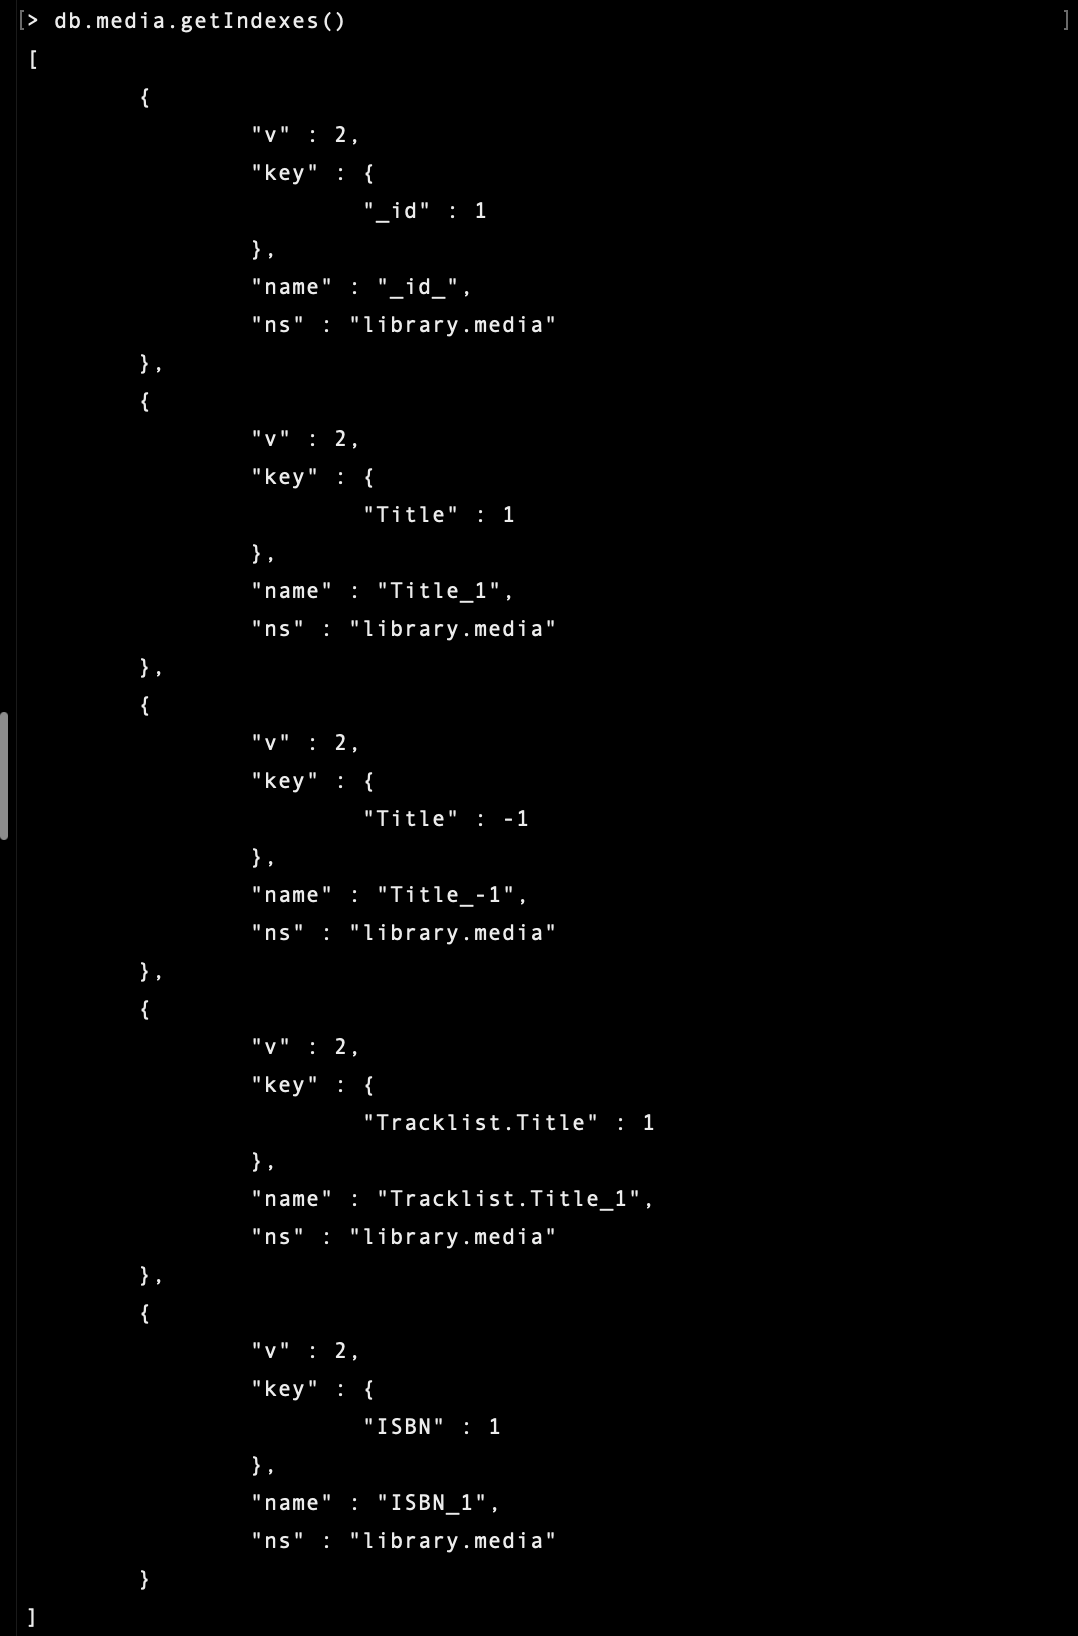 [> db.media.getIndexes() ]
[
{
"v" : 2,
"key" : {
"_id" : 1
},
"name" : "_id_",
"ns" : "library.media"
},
{
"v" : 2,
"key" : {
"Title" : 1
},
"name" : "Title_1",
"ns" : "library.media"
},
{
"v" : 2,
"key" : {
"Title" : -1
},
"name" : "Title_-1",
"ns" : "library.media"
},
{
"v" : 2,
"key" : {
"Tracklist.Title" : 1
},
"name" : "Tracklist.Title_1",
"ns" : "library.media"
},
{
"v" : 2,
"key" : {
"ISBN" : 1
},
"name" : "ISBN_1",
"ns" : "library.media"
}
]